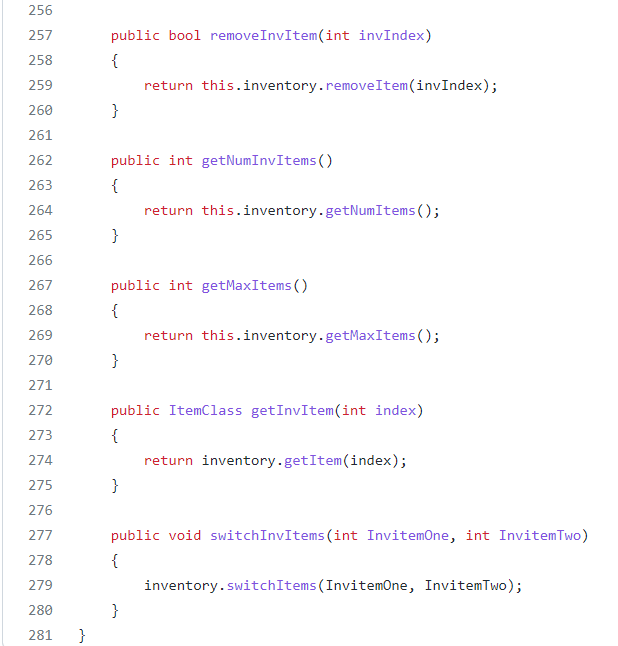 256
257 public bool removeInvItem(int invIndex)
258 {
259 return this.inventory.removeItem(invIndex);
260 }
261
262 public int getNumInvItems()
263 {
264 return this.inventory.getNumItems();
265 }
266
267 public int getMaxItems()
268 {
269 return this.inventory.getMaxItems();
270 }
271
272 public ItemClass getInvItem(int index)
273 {
274 return inventory.getItem(index);
275 }
276
277 public void switchInvItems(int InvitemOne, int InvitemTwo)
278 {
279 inventory.switchItems(InvitemOne, InvitemTwo);
280 }
281 }